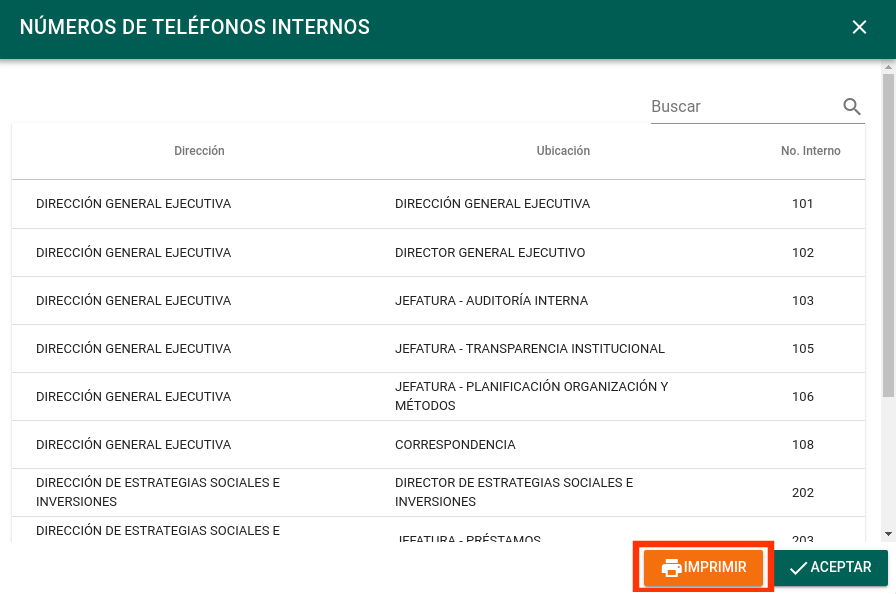 NÚMEROS DE TELÉFONOS INTERNOS
Buscar
Dirección Ubicación No. Interno
DIRECCIÓN GENERAL EJECUTIVA DIRECCIÓN GENERAL EJECUTIVA 101
DIRECCIÓN GENERAL EJECUTIVA DIRECTOR GENERAL EJECUTIVO 102
DIRECCIÓN GENERAL EJECUTIVA JEFATURA - AUDITORÍA INTERNA 103
DIRECCIÓN GENERAL EJECUTIVA JEFATURA - TRANSPARENCIA INSTITUCIONAL 105
DIRECCIÓN GENERAL EJECUTIVA JEFATURA - PLANIFICACIÓN ORGANIZACIÓN Y
MÉTODOS 106
DIRECCIÓN GENERAL EJECUTIVA CORRESPONDENCIA 108
DIRECCIÓN DE ESTRATEGIAS SOCIALES E
INVERSIONES DIRECTOR DE ESTRATEGIAS SOCIALES E
INVERSIONES 202
DIRECCIÓN DE ESTRATEGIAS SOCIALES E
JEFATURA - PRÉSTAMOS 203
IMPRIMIR ACEPTAR